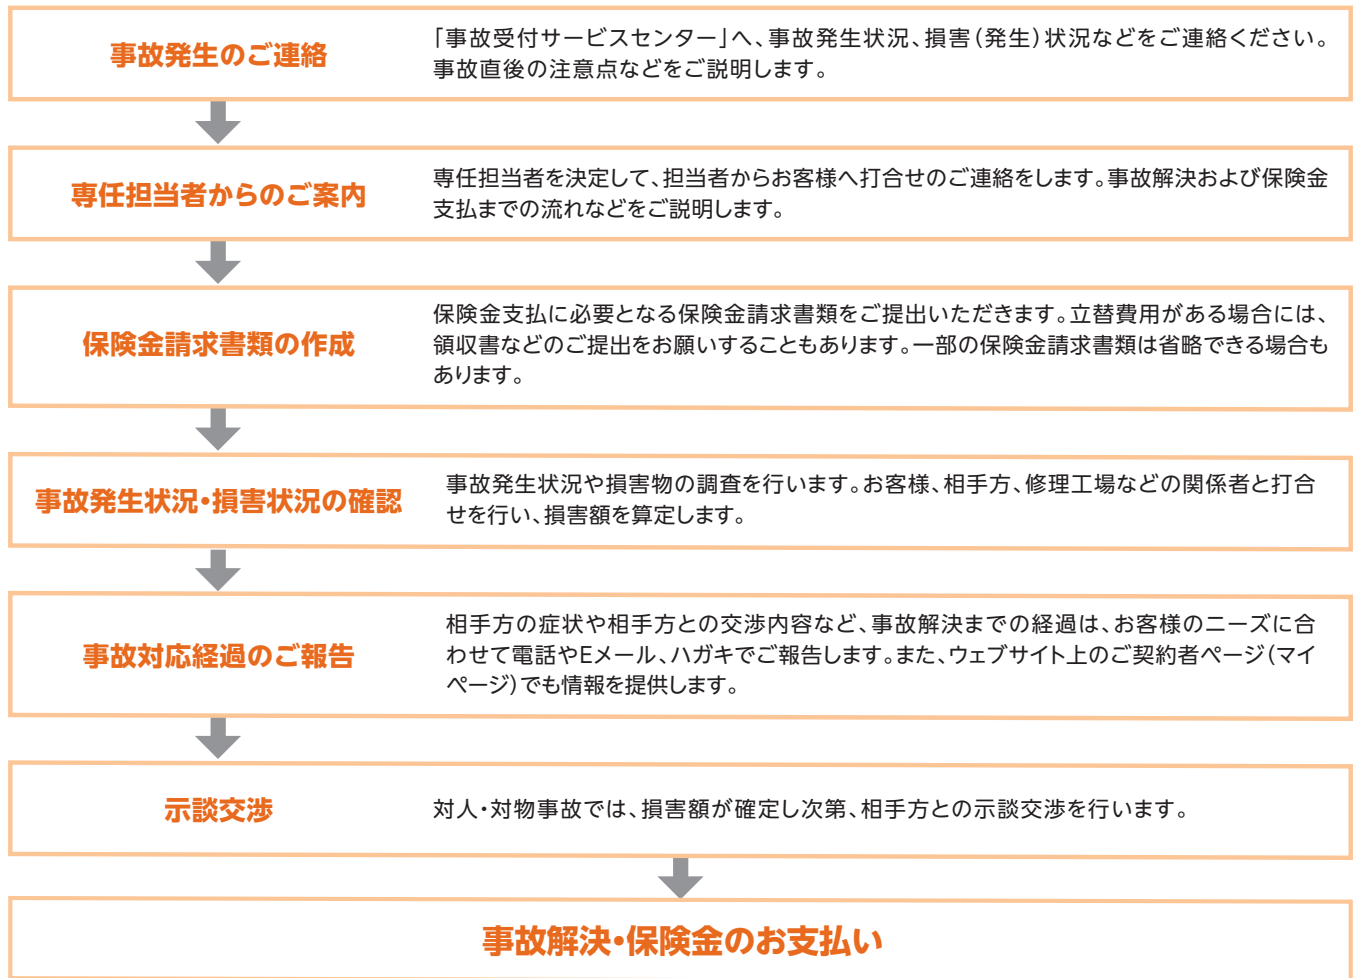 事故発生のご連絡
「事故受付サービスセンター」へ、事故発生状況、損害(発生)状況などをご連絡ください。
事故直後の注意点などをご説明します。
専任担当者からのご案内
専任担当者を決定して、担当者からお客様へ打合せのご連絡をします。事故解決および保険金
支払までの流れなどをご説明します。
保険金請求書類の作成
保険金支払に必要となる保険金請求書類をご提出いただきます。立替費用がある場合には、
領収書などのご提出をお願いすることもあります。一部の保険金請求書類は省略できる場合も
あります。
事故発生状況・損害状況の確認
事故発生状況や損害物の調査を行います。お客様、相手方、修理工場などの関係者と打合
せを行い、損害額を算定します。
事故対応経過のご報告
相手方の症状や相手方との交渉内容など、事故解決までの経過は、お客様のニーズに合
わせて電話やEメール、ハガキでご報告します。また、ウェブサイト上のご契約者ページ(マイ
ページ)でも情報を提供します。
示談交渉
対人・対物事故では、損害額が確定し次第、相手方との示談交渉を行います。
事故解決・保険金のお支払い